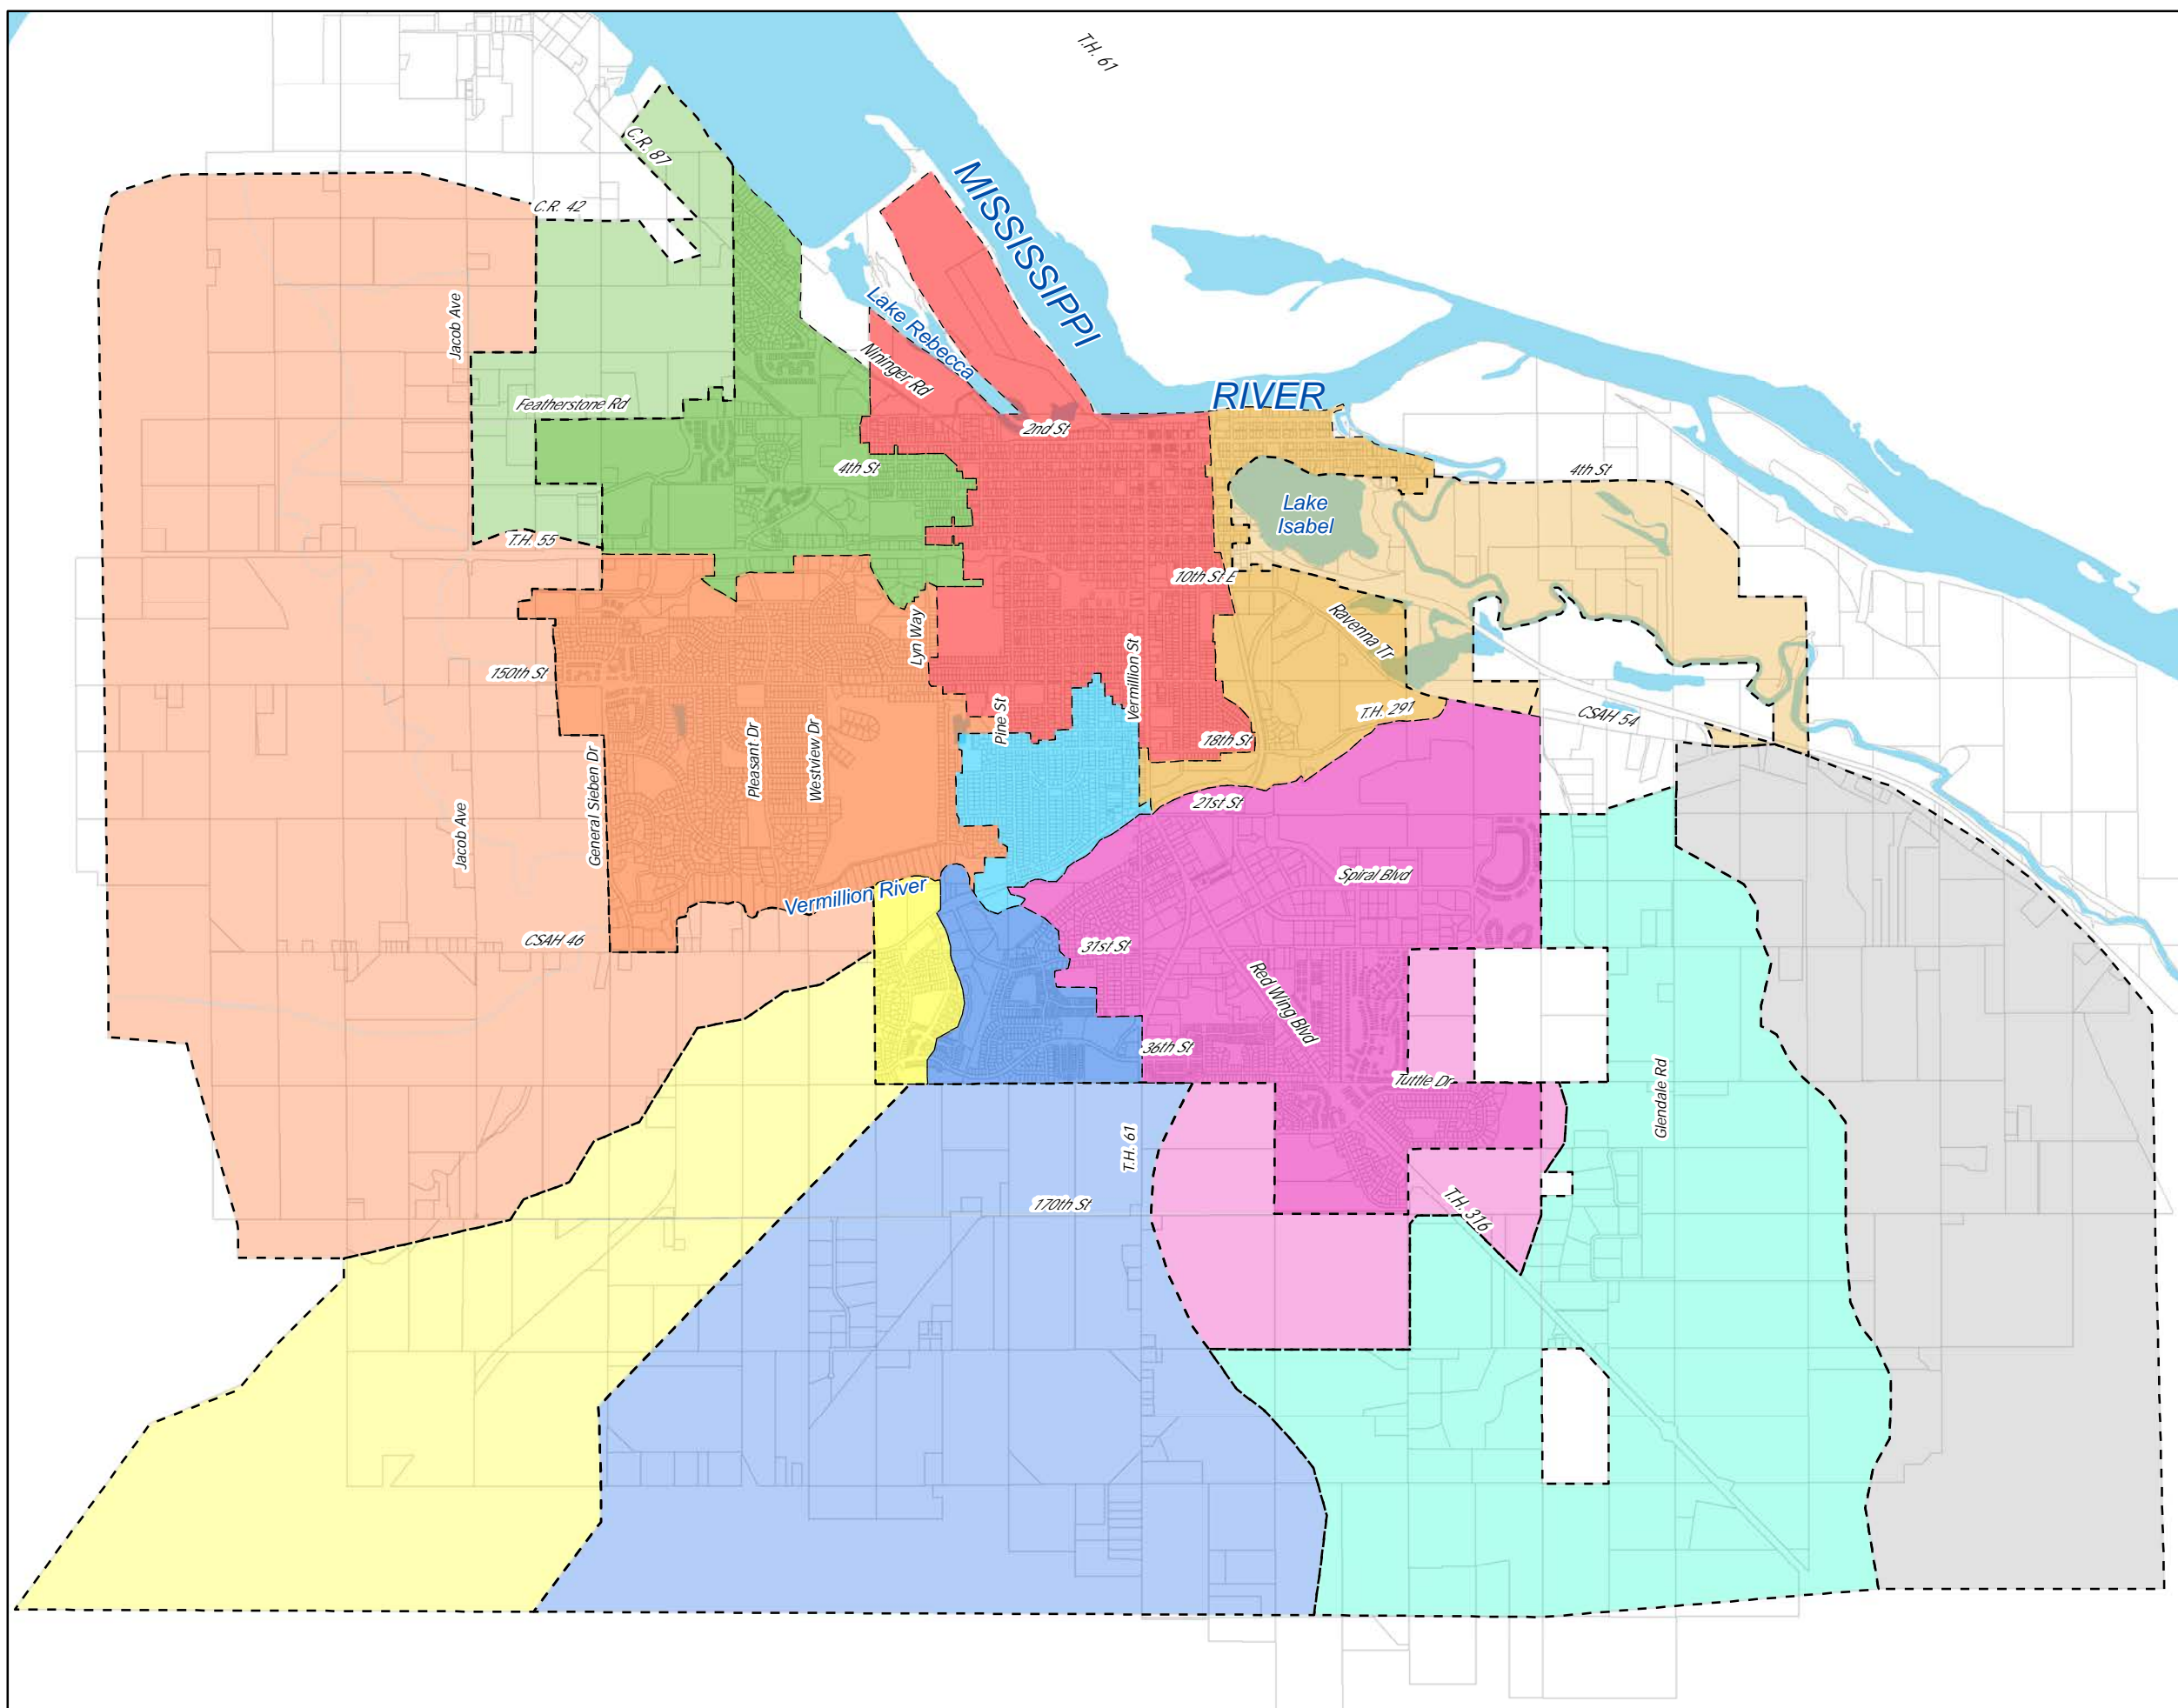 T.H. 61
C.R. 87
MISSISSIPPI
C.R. 42
Jacob Ave
Lake Rebecca
Nininger Rd
RIVER
Featherstone Rd
2nd St
4th St
4th St
Lake
Isabel
T.H. 55
10th St E
Ravenna Tr
Lyn Way
150th St
Vermillion St
Pine St
T.H. 291
CSAH 54
18th St
Pleasant Dr
Westview Dr
General Sieben Dr
21st St
Jacob Ave
Spiral Blvd
Vermillion River
CSAH 46
31st St
Red Wing Blvd
36th St
Tuttle Dr
Glendale Rd
T.H. 61
170th St
T.H. 316